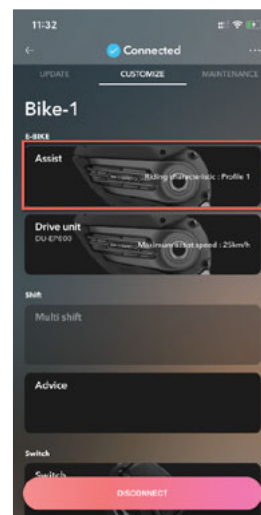 11:32
Connected
UPDATE CUSTOMIZE MAINTENANCE
Bike-1
E-BIKE
Assist
Riding characteristic : Profile 1
Drive unit
DU-EP800
Maximum assist speed : 25km/h
Shift
Multi shift
Advice
Switch
Switch
DISCONNECT